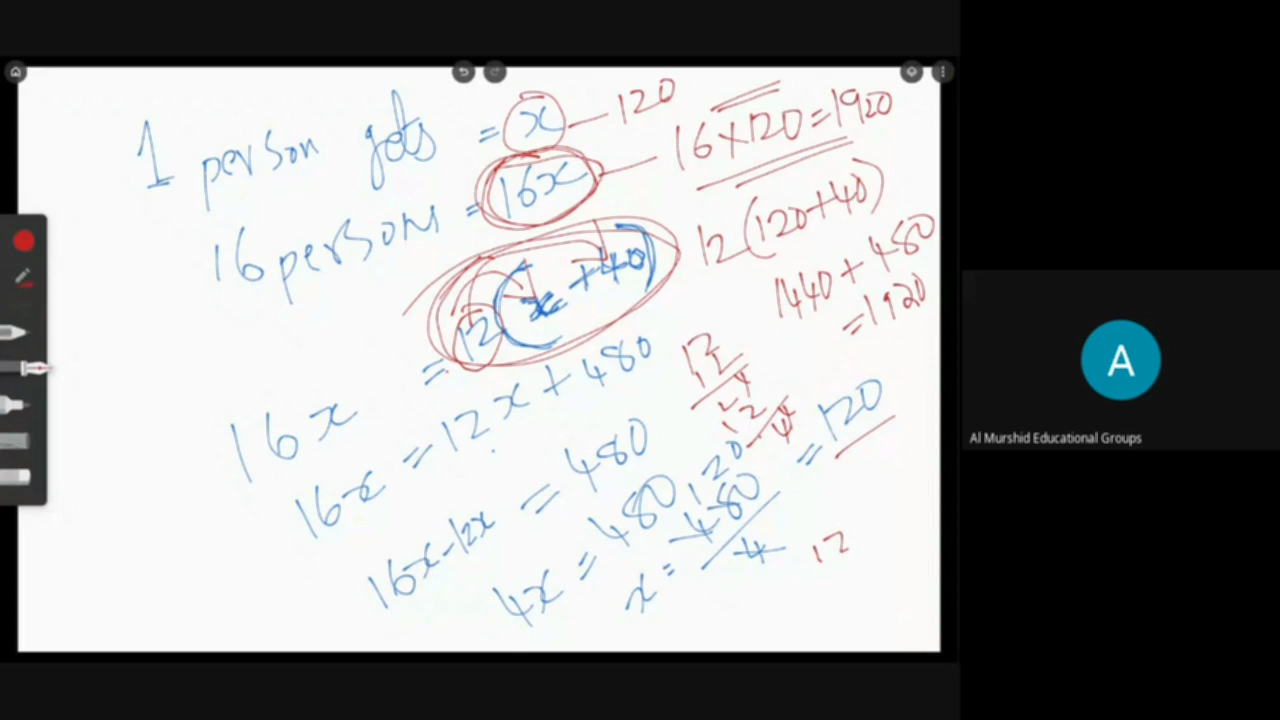 1 person gets = x — 120
16 × 120 = 1920
16 persons = 16x
12(120+40)
1440 + 480
= 1920
16x = 12(x + 40)
16x = 12x + 480
16x - 12x = 480
4x = 480
x = 480/4 = 120
120
12
Al Murshid Educational Groups
A